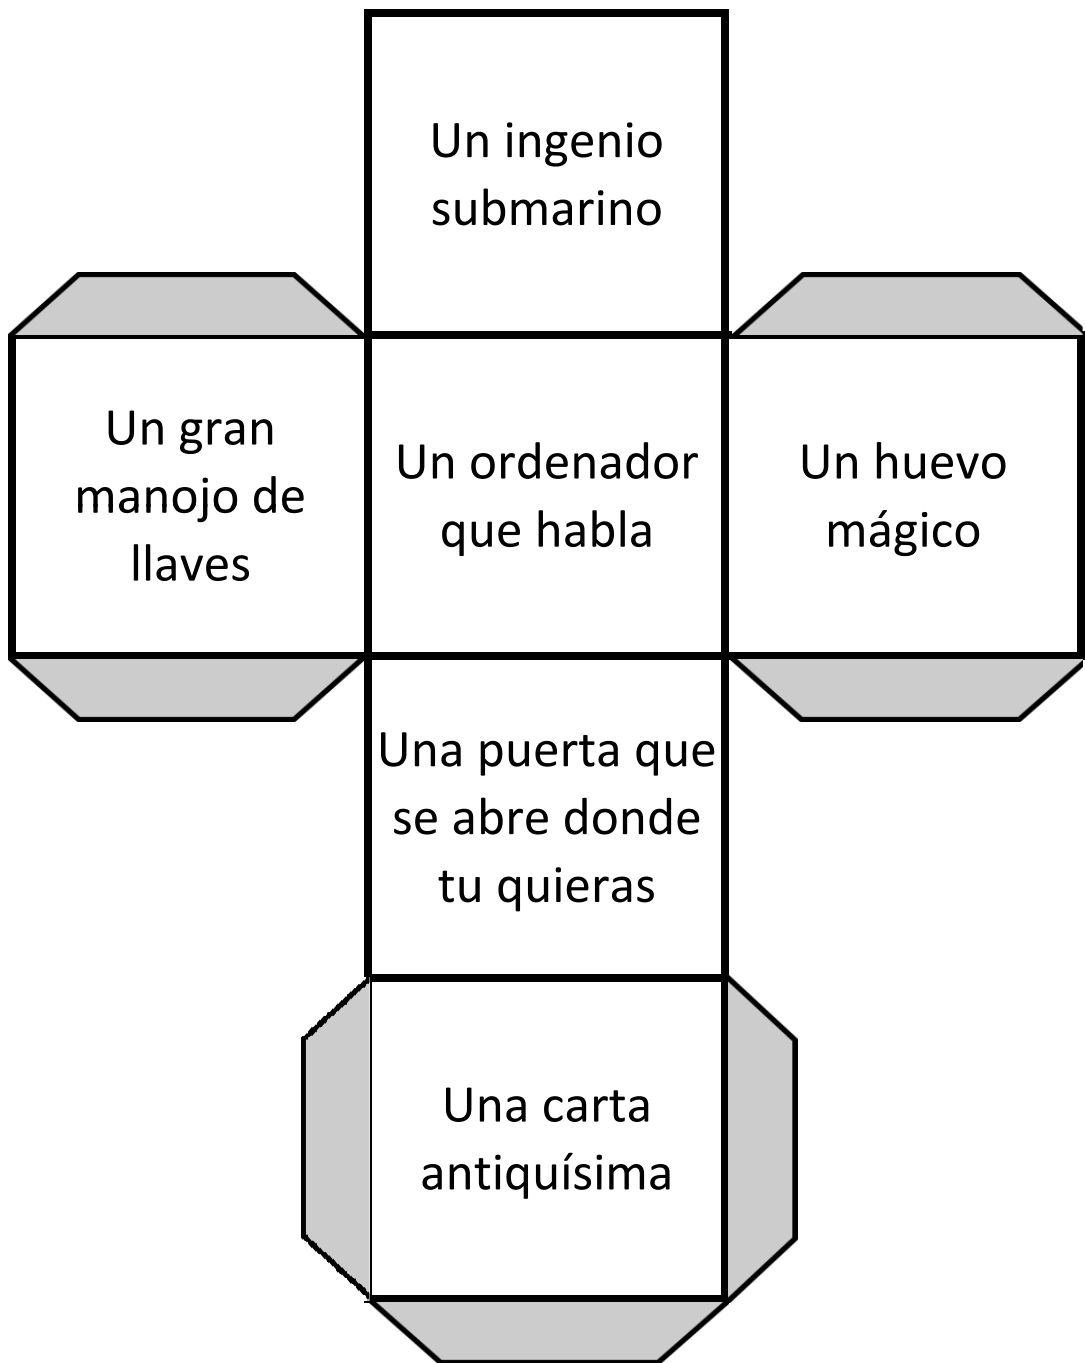 Un ingenio
submarino
Un gran
manojo de
llaves
Un ordenador
que habla
Un huevo
mágico
Una puerta que
se abre donde
tu quieras
Una carta
antiquísima